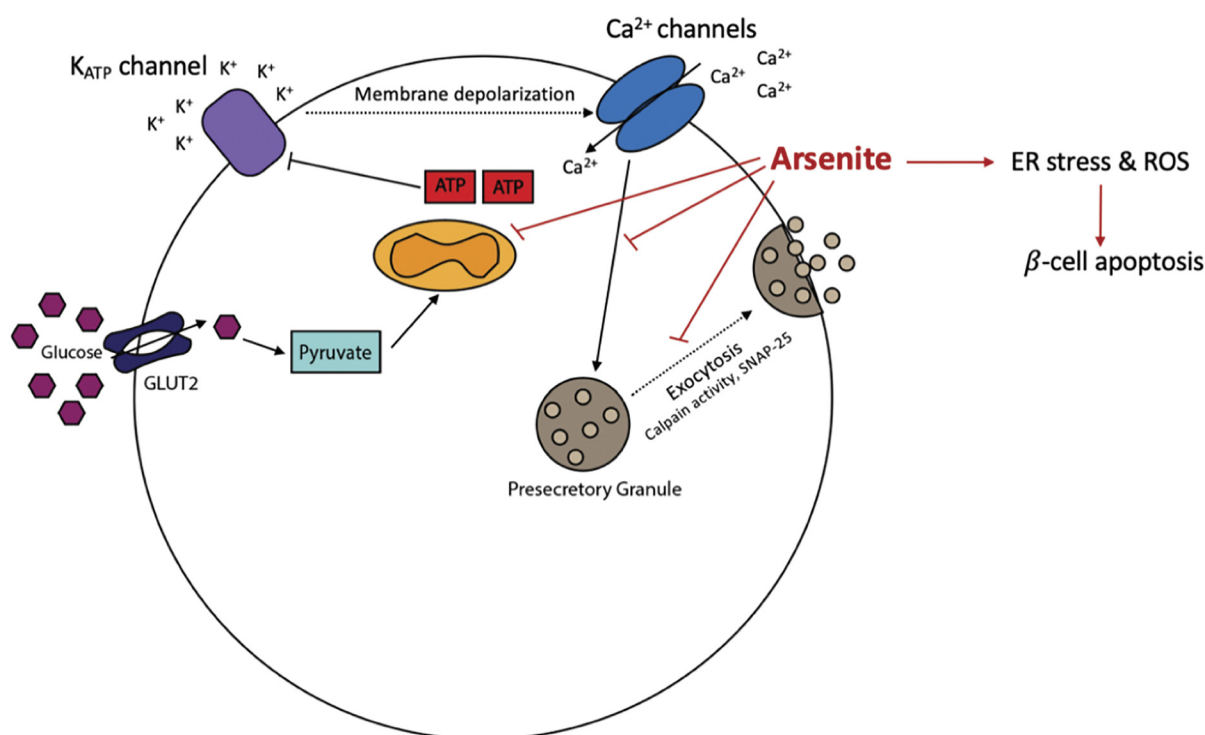 Ca²⁺ channels
K_ATP channel
K⁺
K⁺
K⁺
K⁺
K⁺
K⁺
Ca²⁺
Ca²⁺
Ca²⁺
Membrane depolarization
Ca²⁺
Arsenite
ER stress & ROS
ATP
ATP
β-cell apoptosis
Glucose
GLUT2
Pyruvate
Exocytosis
Calpain activity, SNAP-25
Presecretory Granule